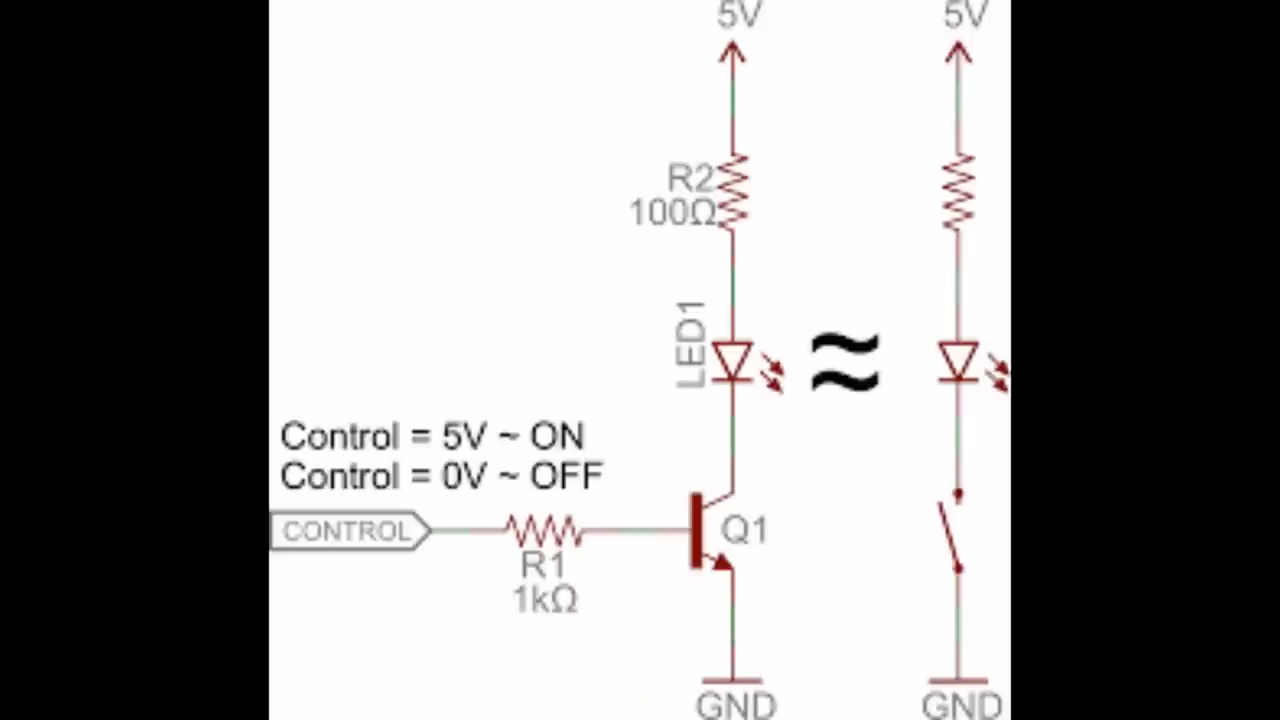 5V
5V
R2
100Ω
LED1
≈
Control = 5V ~ ON
Control = 0V ~ OFF
CONTROL
Q1
R1
1kΩ
GND
GND